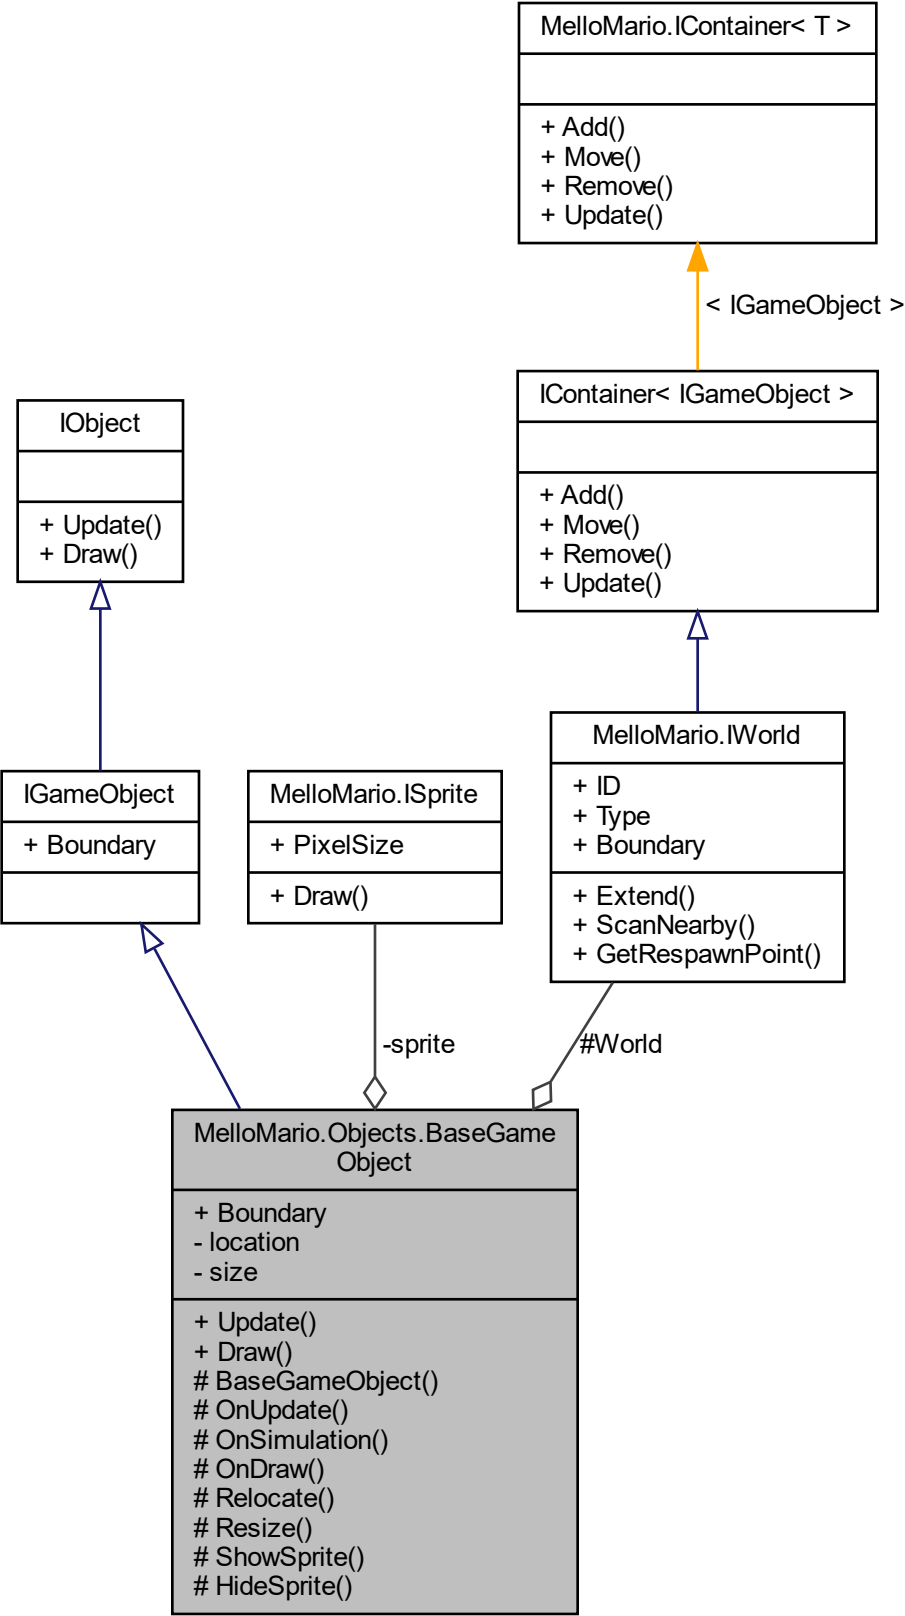 MelloMario.IContainer< T >
+ Add()
+ Move()
+ Remove()
+ Update()
< IGameObject >
IContainer< IGameObject >
+ Add()
+ Move()
+ Remove()
+ Update()
IObject
+ Update()
+ Draw()
MelloMario.IWorld
+ ID
+ Type
+ Boundary
+ Extend()
+ ScanNearby()
+ GetRespawnPoint()
IGameObject
+ Boundary
MelloMario.ISprite
+ PixelSize
+ Draw()
-sprite
#World
MelloMario.Objects.BaseGame
Object
+ Boundary
- location
- size
+ Update()
+ Draw()
# BaseGameObject()
# OnUpdate()
# OnSimulation()
# OnDraw()
# Relocate()
# Resize()
# ShowSprite()
# HideSprite()